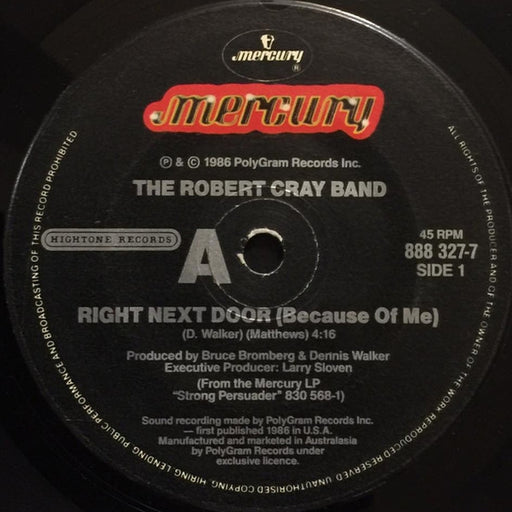 mercury
®
mercury
Ⓟ & © 1986 PolyGram Records Inc.
THE ROBERT CRAY BAND
HIGHTONE RECORDS
A
45 RPM
888 327-7
SIDE 1
RIGHT NEXT DOOR (Because Of Me)
(D. Walker) (Matthews) 4:16
Produced by Bruce Bromberg & Dennis Walker
Executive Producer: Larry Sloven
(From the Mercury LP
"Strong Persuader" 830 568-1)
Sound recording made by PolyGram Records Inc.
— first published 1986 in U.S.A.
Manufactured and marketed in Australasia
by PolyGram Records under
exclusive licence.
ALL RIGHTS OF THE PRODUCER AND OF THE OWNER OF THE WORK REPRODUCED RESERVED UNAUTHORISED COPYING HIRING LENDING PUBLIC PERFORMANCE AND BROADCASTING OF THIS RECORD PROHIBITED